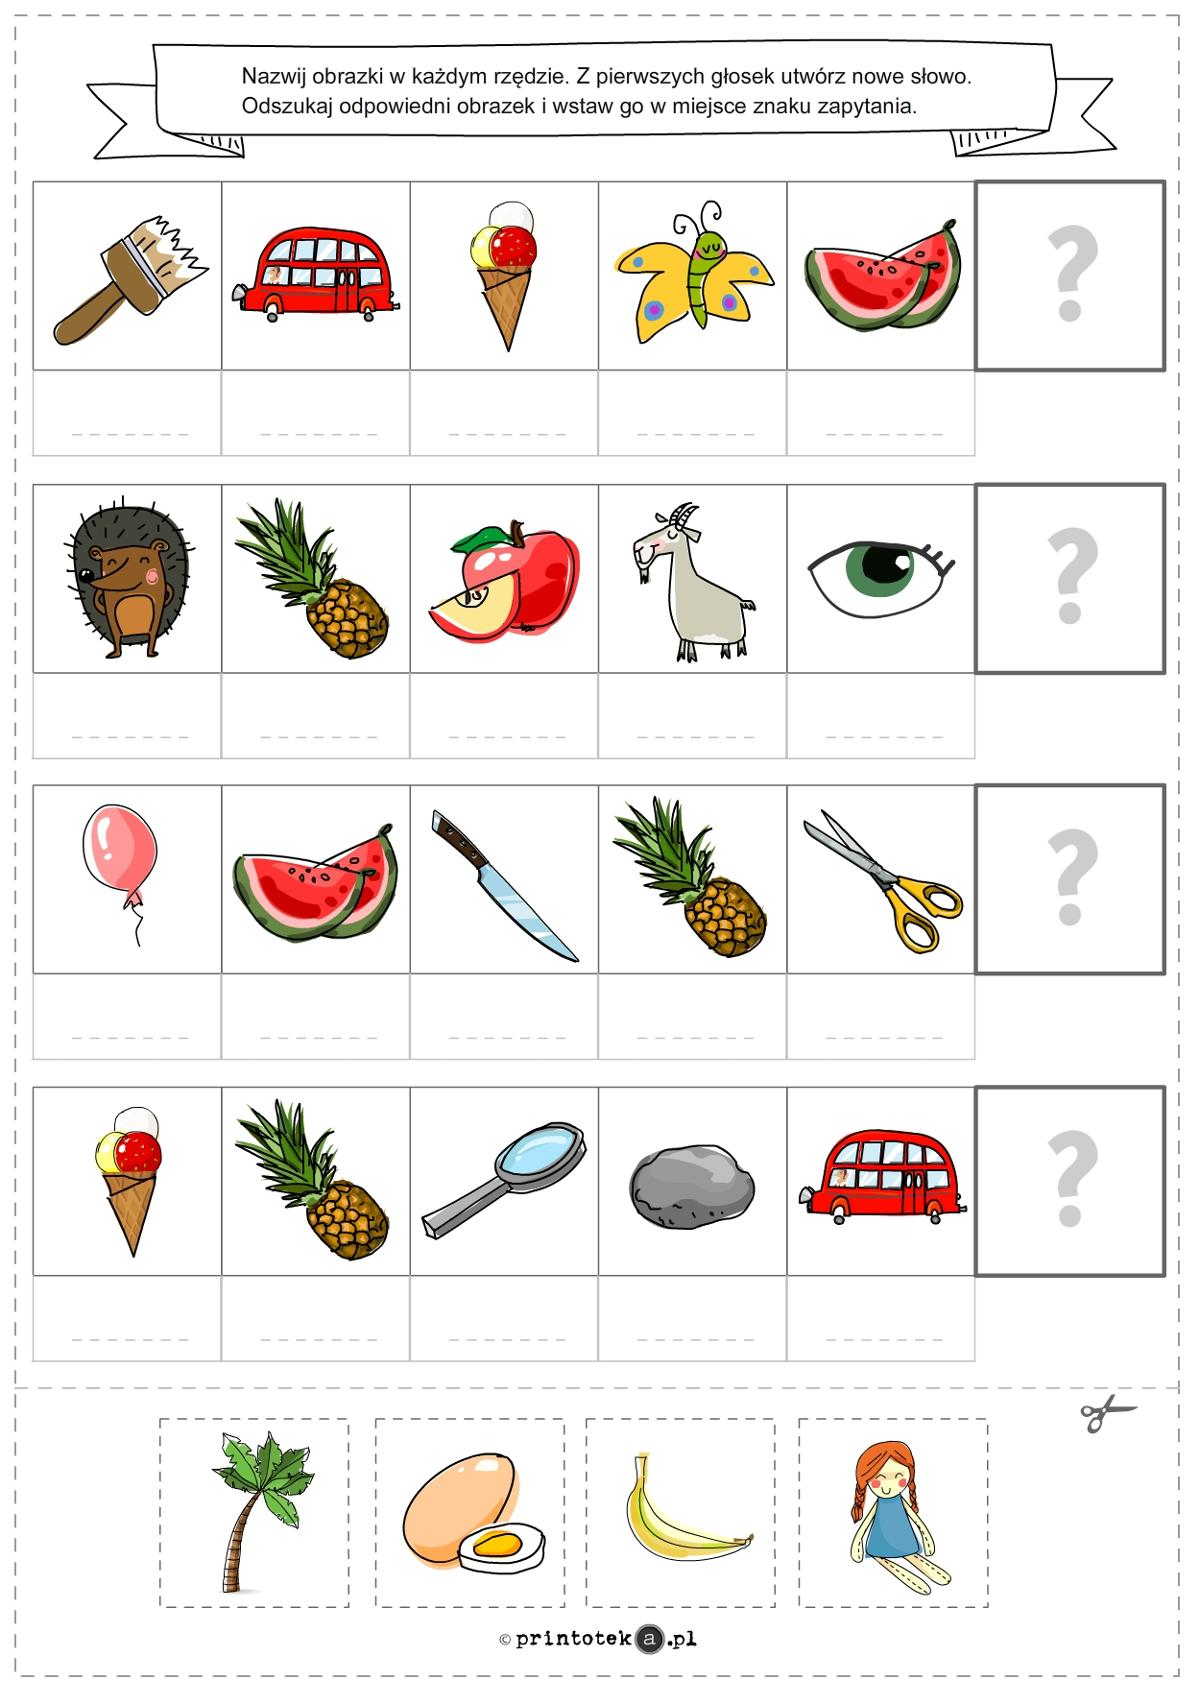 Nazwij obrazki w każdym rzędzie. Z pierwszych głosek utwórz nowe słowo.
Odszukaj odpowiedni obrazek i wstaw go w miejsce znaku zapytania.
?
?
?
?
© printoteka.pl